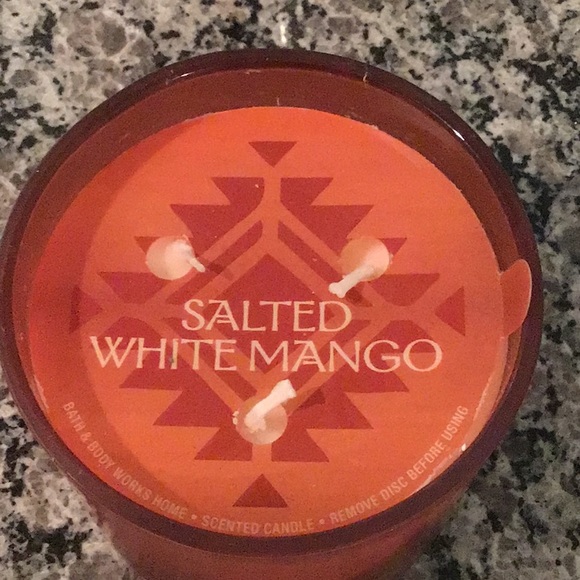 SALTED
WHITE MANGO
BATH & BODY WORKS HOME • SCENTED CANDLE • REMOVE DISC BEFORE USING